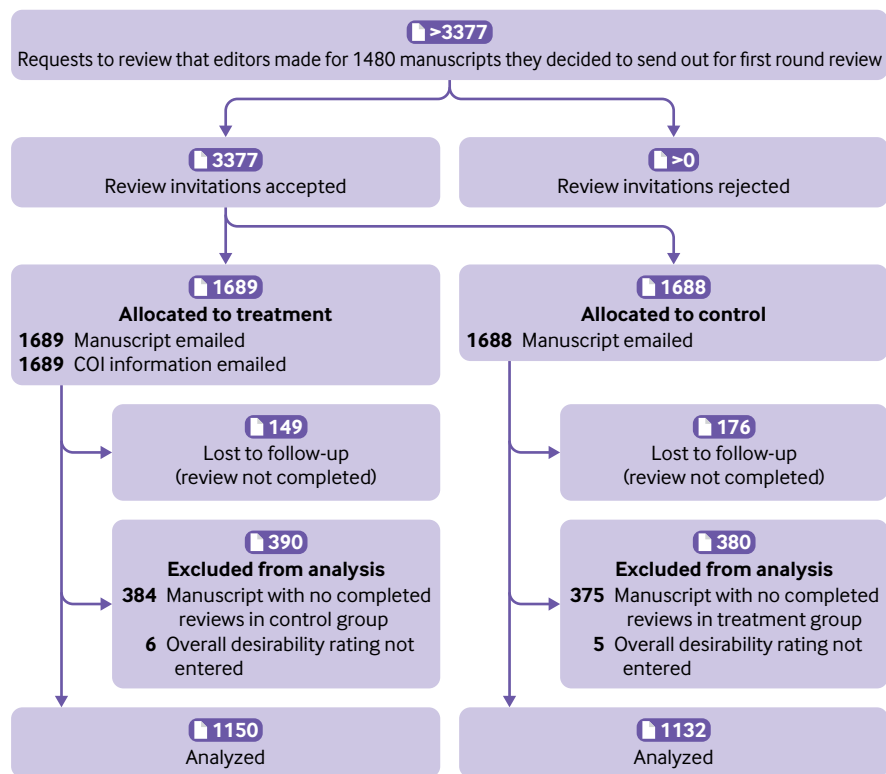 >3377
Requests to review that editors made for 1480 manuscripts they decided to send out for first round review
3377
Review invitations accepted
>0
Review invitations rejected
1689
Allocated to treatment
1689 Manuscript emailed
1689 COI information emailed
1688
Allocated to control
1688 Manuscript emailed
149
Lost to follow-up
(review not completed)
176
Lost to follow-up
(review not completed)
390
Excluded from analysis
384 Manuscript with no completed
reviews in control group
6 Overall desirability rating not
entered
380
Excluded from analysis
375 Manuscript with no completed
reviews in treatment group
5 Overall desirability rating not
entered
1150
Analyzed
1132
Analyzed